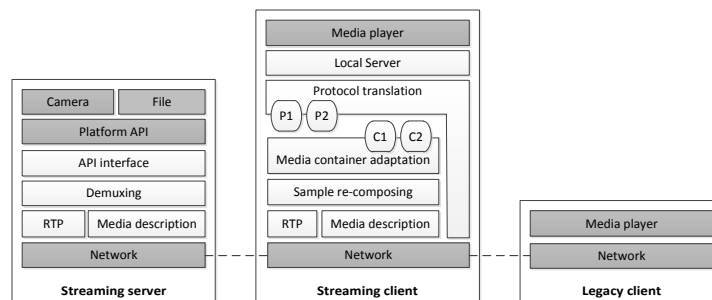 Camera
File
Platform API
API interface
Demuxing
RTP
Media description
Network
Streaming server
Media player
Local Server
Protocol translation
P1
P2
C1
C2
Media container adaptation
Sample re-composing
RTP
Media description
Network
Streaming client
Media player
Network
Legacy client